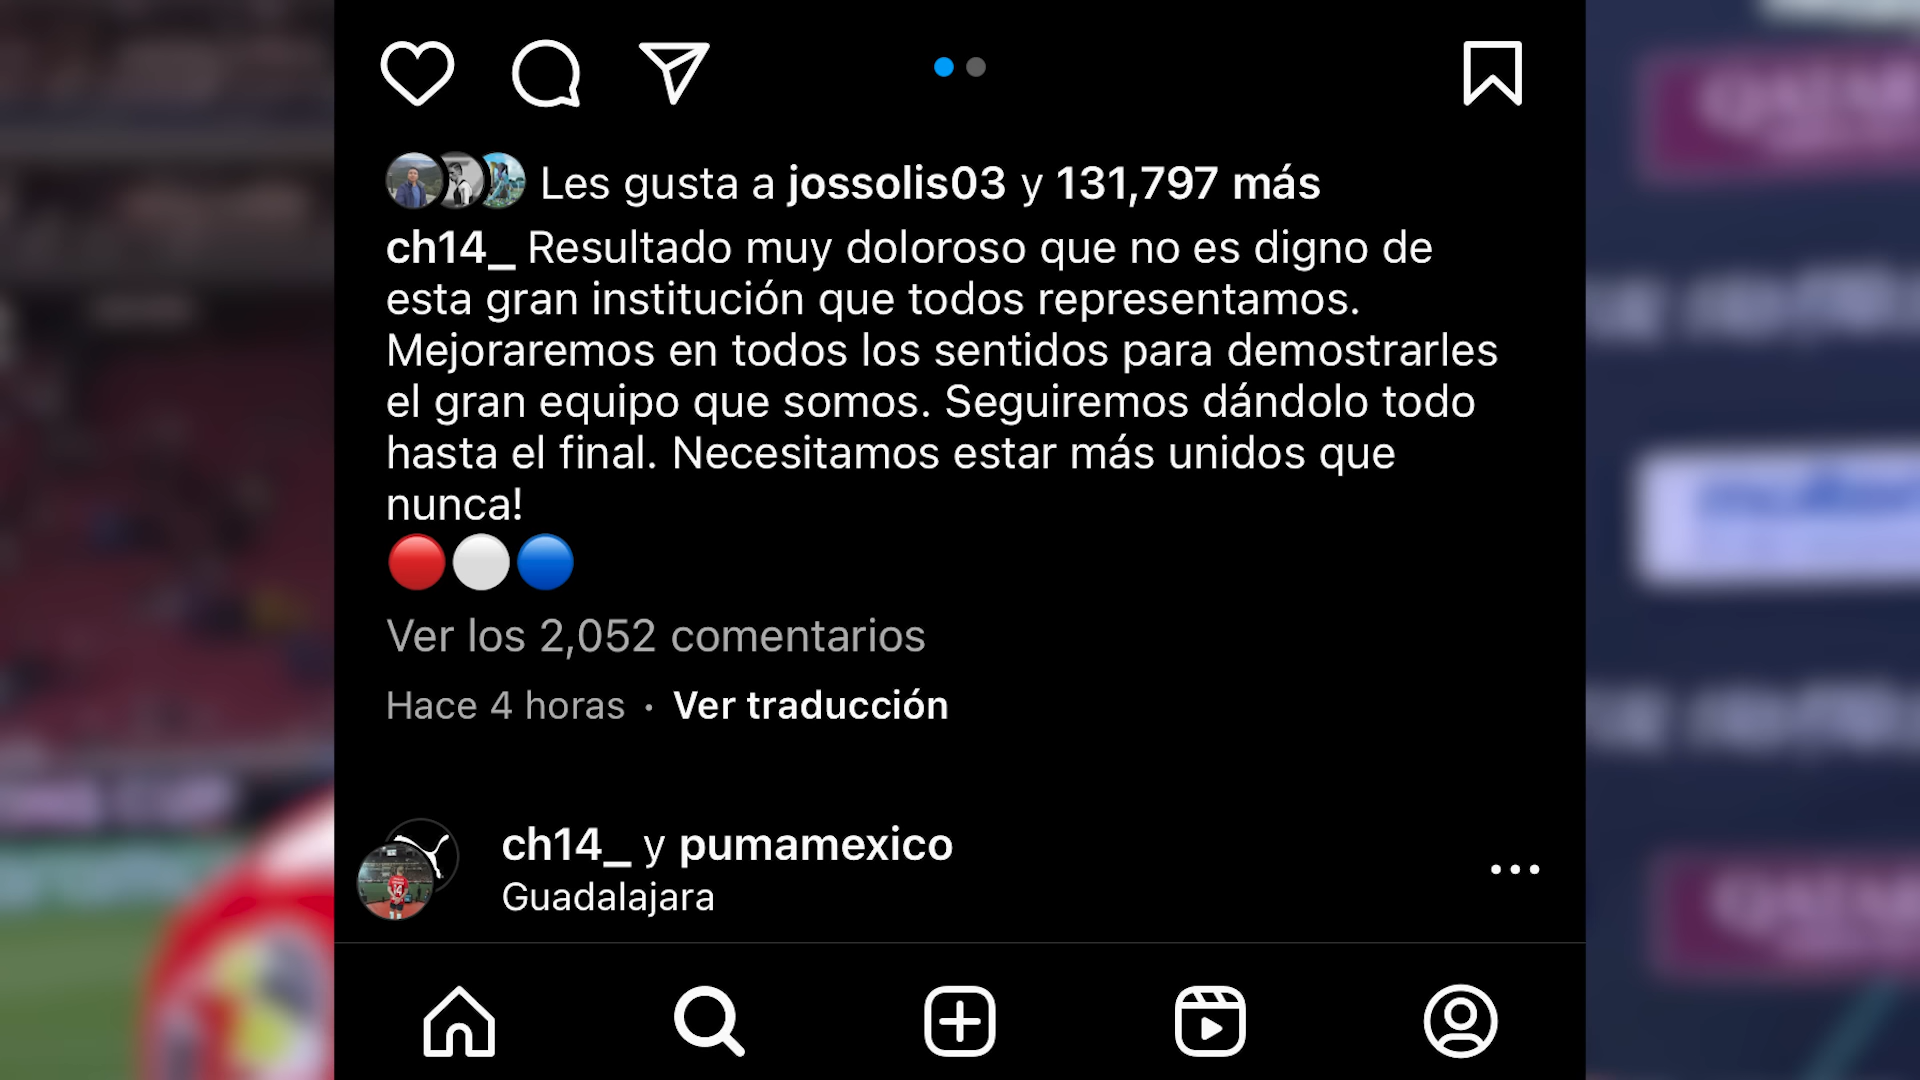 Les gusta a jossolis03 y 131,797 más
ch14_ Resultado muy doloroso que no es digno de
esta gran institución que todos representamos.
Mejoraremos en todos los sentidos para demostrarles
el gran equipo que somos. Seguiremos dándolo todo
hasta el final. Necesitamos estar más unidos que
nunca!
Ver los 2,052 comentarios
Hace 4 horas · Ver traducción
ch14_ y pumamexico
Guadalajara
QATAR
QATAR